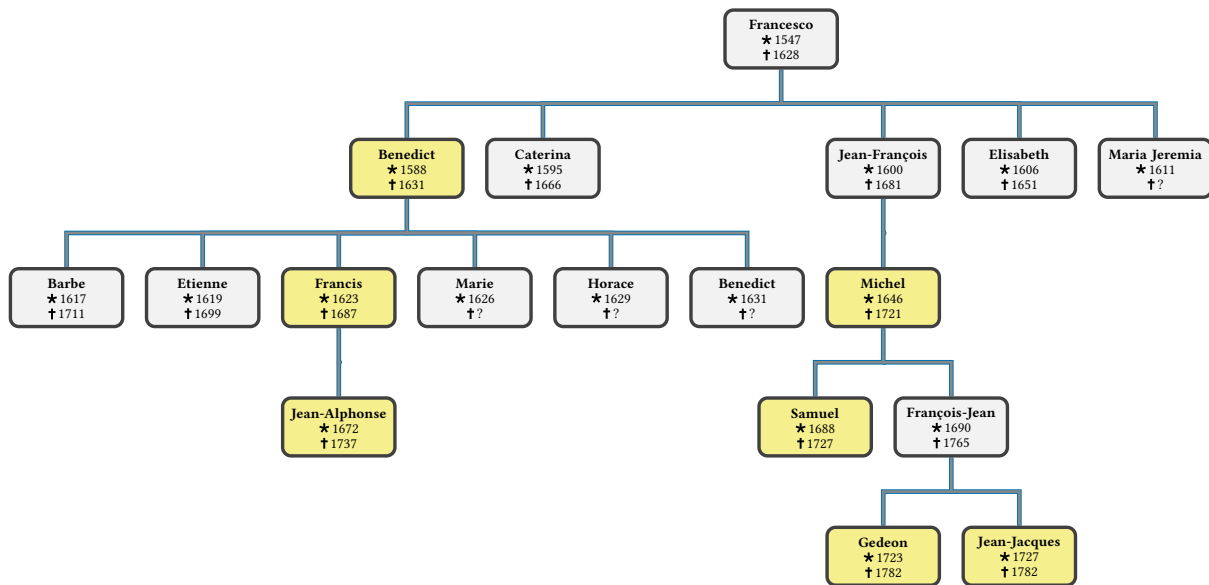 Francesco
★ 1547
✝ 1628
Benedict
★ 1588
✝ 1631
Caterina
★ 1595
✝ 1666
Jean-François
★ 1600
✝ 1681
Elisabeth
★ 1606
✝ 1651
Maria Jeremia
★ 1611
✝ ?
Barbe
★ 1617
✝ 1711
Etienne
★ 1619
✝ 1699
Francis
★ 1623
✝ 1687
Marie
★ 1626
✝ ?
Horace
★ 1629
✝ ?
Benedict
★ 1631
✝ ?
Michel
★ 1646
✝ 1721
Jean-Alphonse
★ 1672
✝ 1737
Samuel
★ 1688
✝ 1727
François-Jean
★ 1690
✝ 1765
Gedeon
★ 1723
✝ 1782
Jean-Jacques
★ 1727
✝ 1782